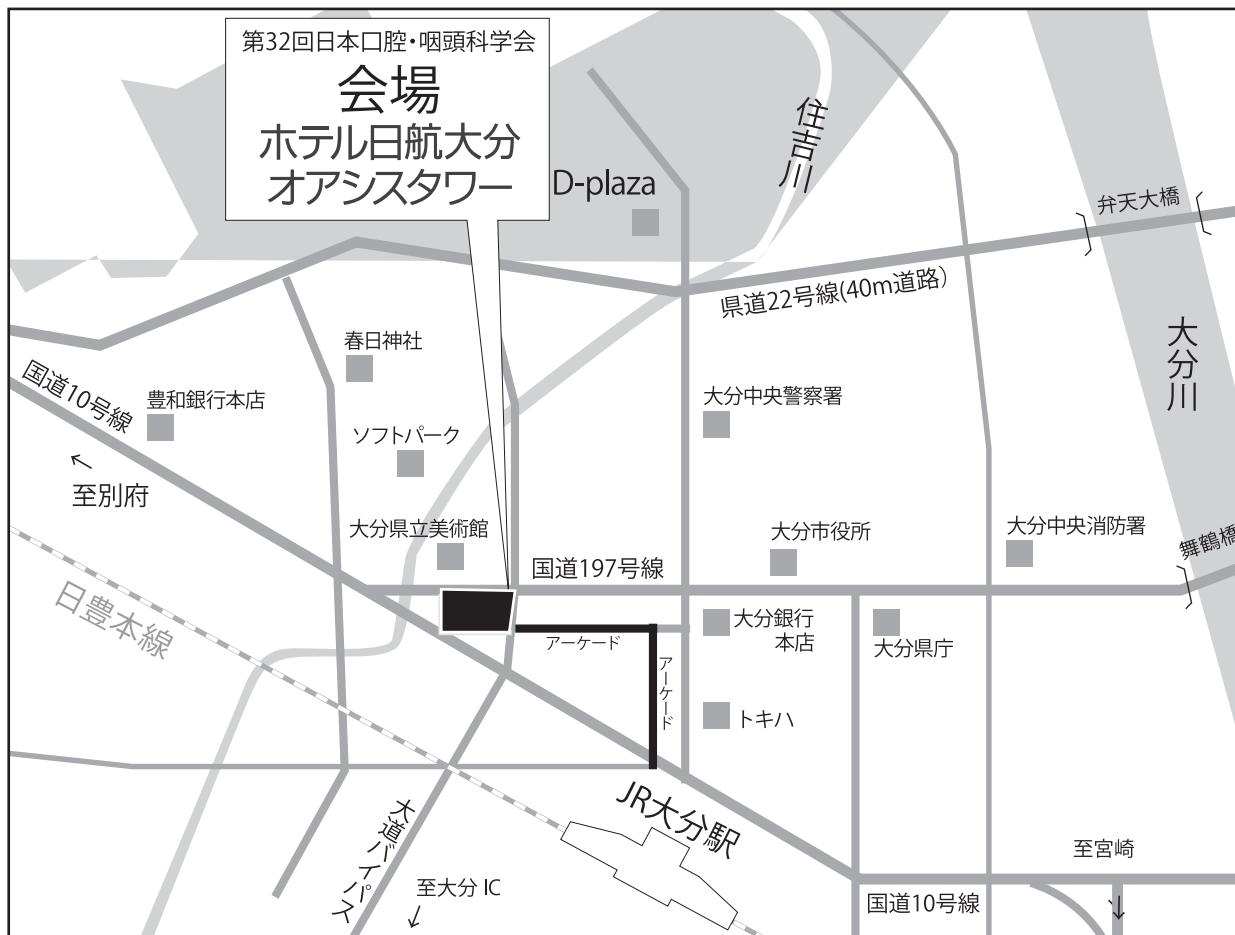 第32回日本口腔・咽頭科学会
会場
ホテル日航大分
オアシスタワー
D-plaza
住吉川
弁天大橋
県道22号線(40m道路)
大分川
春日神社
国道10号線
豊和銀行本店
大分中央警察署
ソフトパーク
←
至別府
大分県立美術館
大分市役所
大分中央消防署
舞鶴橋
国道197号線
日豊本線
アーケード
アーケード
大分銀行
本店
大分県庁
トキハ
JR大分駅
大道バイパス
至大分 IC
↓
至宮崎
↓
国道10号線